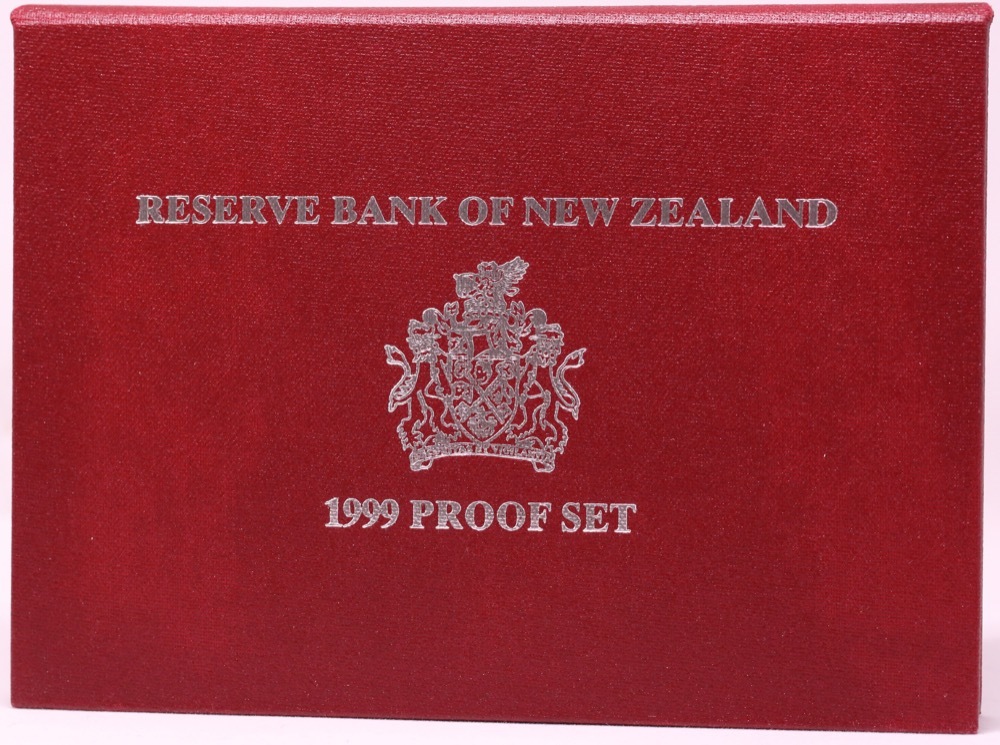 RESERVE BANK OF NEW ZEALAND
1999 PROOF SET